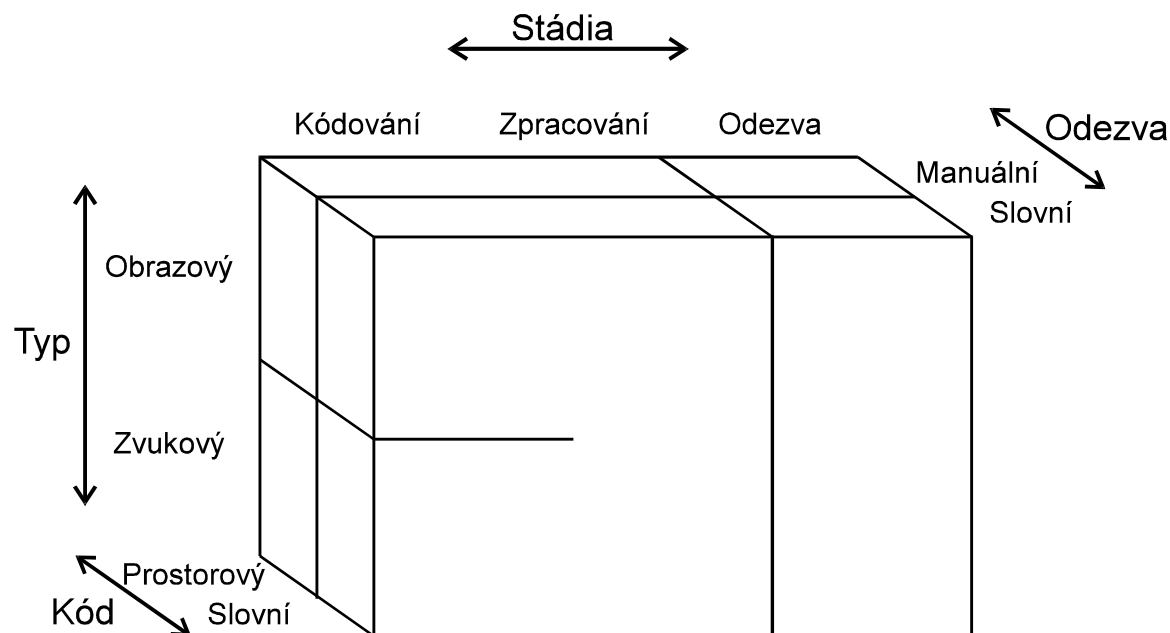 Stádia
Kódování Zpracování Odezva
Odezva
Manuální
Slovní
Obrazový
Typ
Zvukový
Prostorový
Kód
Slovní